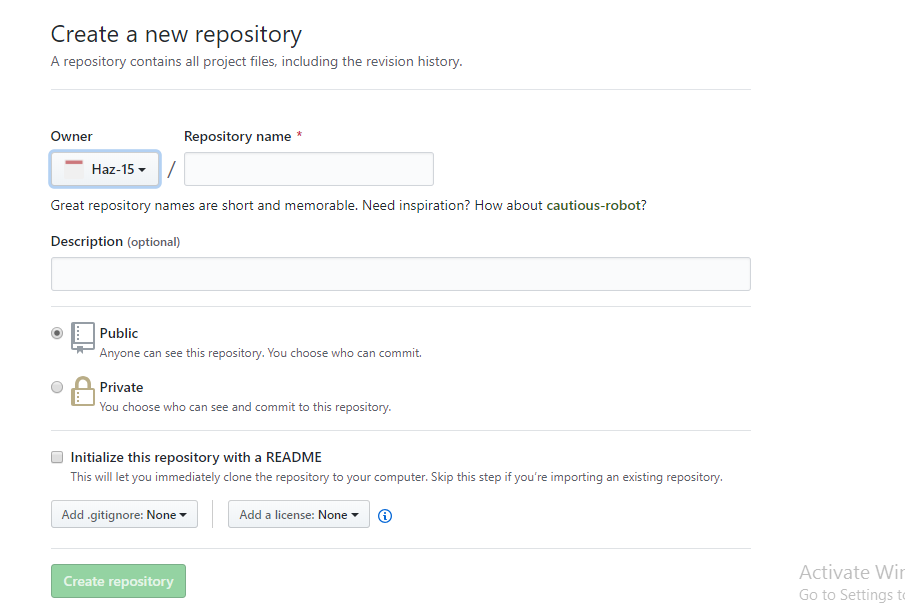 Create a new repository
A repository contains all project files, including the revision history.
Owner
Repository name *
Haz-15
/
Great repository names are short and memorable. Need inspiration? How about cautious-robot?
Description (optional)
Public
Anyone can see this repository. You choose who can commit.
Private
You choose who can see and commit to this repository.
Initialize this repository with a README
This will let you immediately clone the repository to your computer. Skip this step if you’re importing an existing repository.
Add .gitignore: None
Add a license: None
Create repository
Activate Wi
Go to Settings t